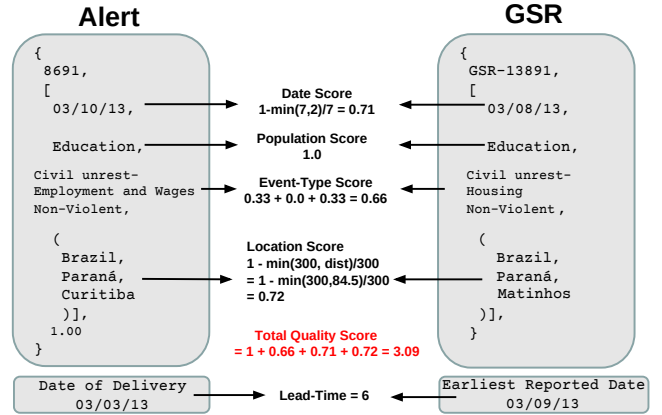 Alert
{
8691,
[
03/10/13,
Education,
Civil unrest-
Employment and Wages
Non-Violent,
(
Brazil,
Paraná,
Curitiba
)],
1.00
}
Date of Delivery
03/03/13
Date Score
1-min(7,2)/7 = 0.71
Population Score
1.0
Event-Type Score
0.33 + 0.0 + 0.33 = 0.66
Location Score
1 - min(300, dist)/300
= 1 - min(300,84.5)/300
= 0.72
Total Quality Score
= 1 + 0.66 + 0.71 + 0.72 = 3.09
Lead-Time = 6
GSR
{
GSR-13891,
[
03/08/13,
Education,
Civil unrest-
Housing
Non-Violent,
(
Brazil,
Paraná,
Matinhos
)],
}
Earliest Reported Date
03/09/13